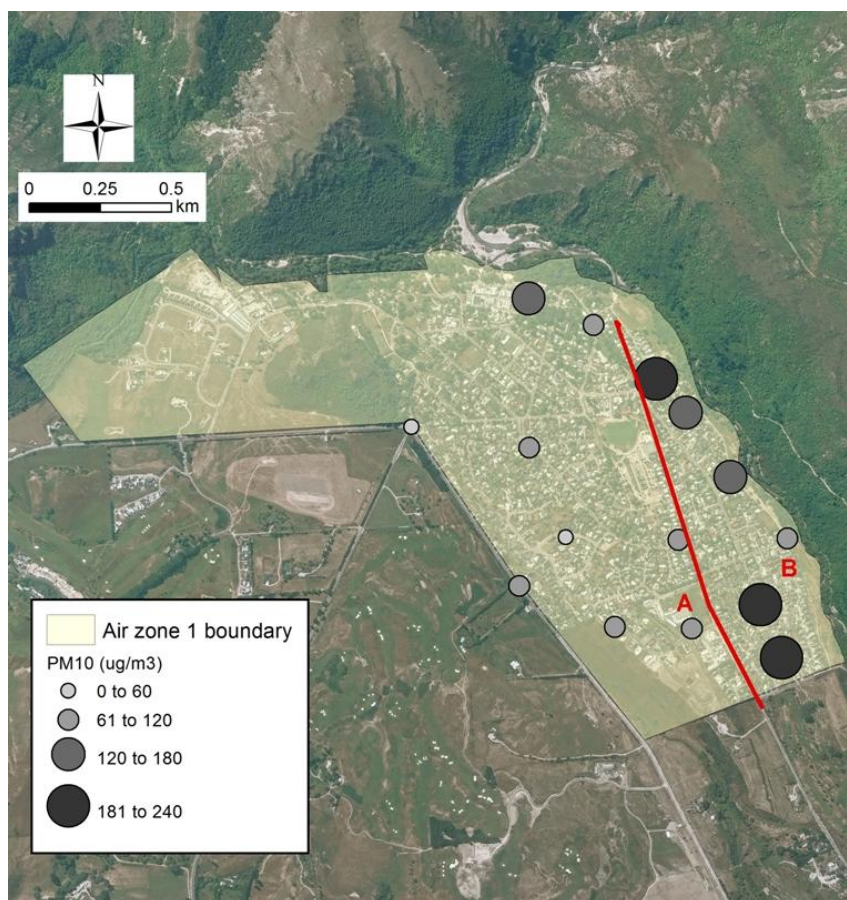 N
0 0.25 0.5
km
B
A
Air zone 1 boundary
PM10 (ug/m3)
0 to 60
61 to 120
120 to 180
181 to 240